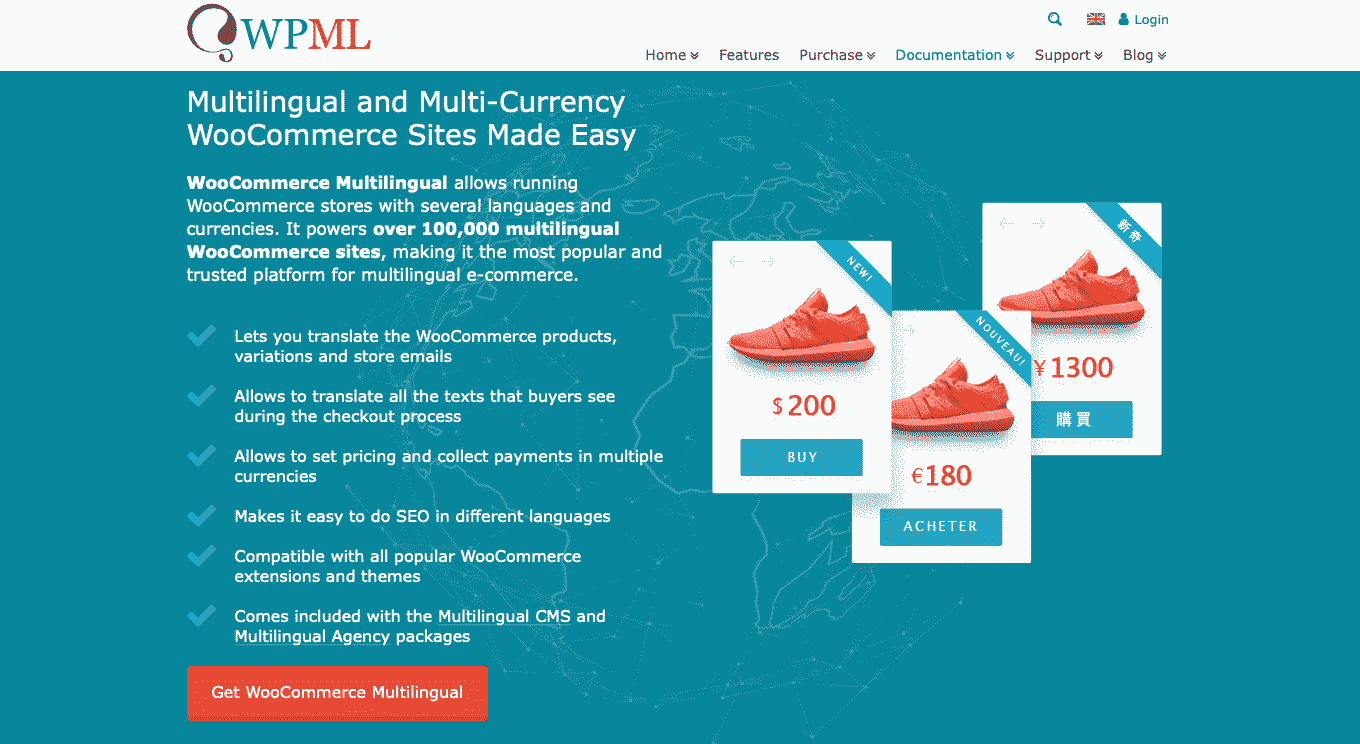 WPML
Login
Home
Features
Purchase
Documentation
Support
Blog
Multilingual and Multi-Currency
WooCommerce Sites Made Easy
WooCommerce Multilingual allows running
WooCommerce stores with several languages and
currencies. It powers over 100,000 multilingual
WooCommerce sites, making it the most popular and
trusted platform for multilingual e-commerce.
Lets you translate the WooCommerce products,
variations and store emails
Allows to translate all the texts that buyers see
during the checkout process
Allows to set pricing and collect payments in multiple
currencies
Makes it easy to do SEO in different languages
Compatible with all popular WooCommerce
extensions and themes
Comes included with the Multilingual CMS and
Multilingual Agency packages
Get WooCommerce Multilingual
NEW!
$200
BUY
NOUVEAU!
€180
ACHETER
新奇
¥1300
購買